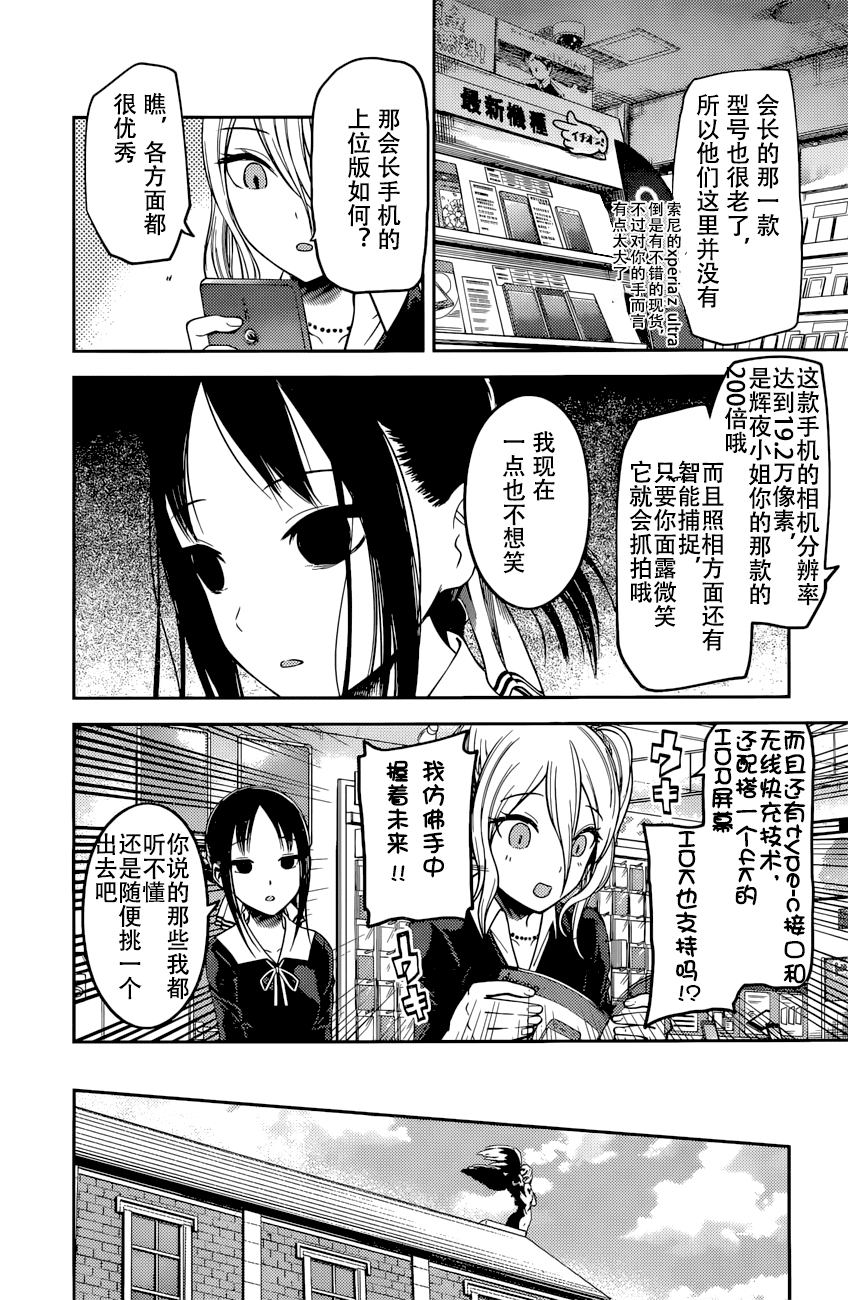 会长的那一款
型号也很老了，
所以他们这里并没有
索尼的xperia z ultra
倒是有不错的现货，
不过对你的手而言
有点太大了
最新機種
イチオシ!
那会长手机的
上位版如何？
瞧，各方面都
很优秀
这款手机的相机分辨率
达到19.2万像素，
是辉夜小姐你的那款的
200倍哦
而且照相方面还有
智能捕捉，
只要你面露微笑
它就会抓拍哦
我现在
一点也不想笑
而且还有type-c接口和
无线快充技术，
还配搭一个4K的
HDR屏幕
HDK也支持吗!?
ウキ
我仿佛手中
握着未来!!
ウキ
你说的那些我都
听不懂
还是随便挑一个
出去吧